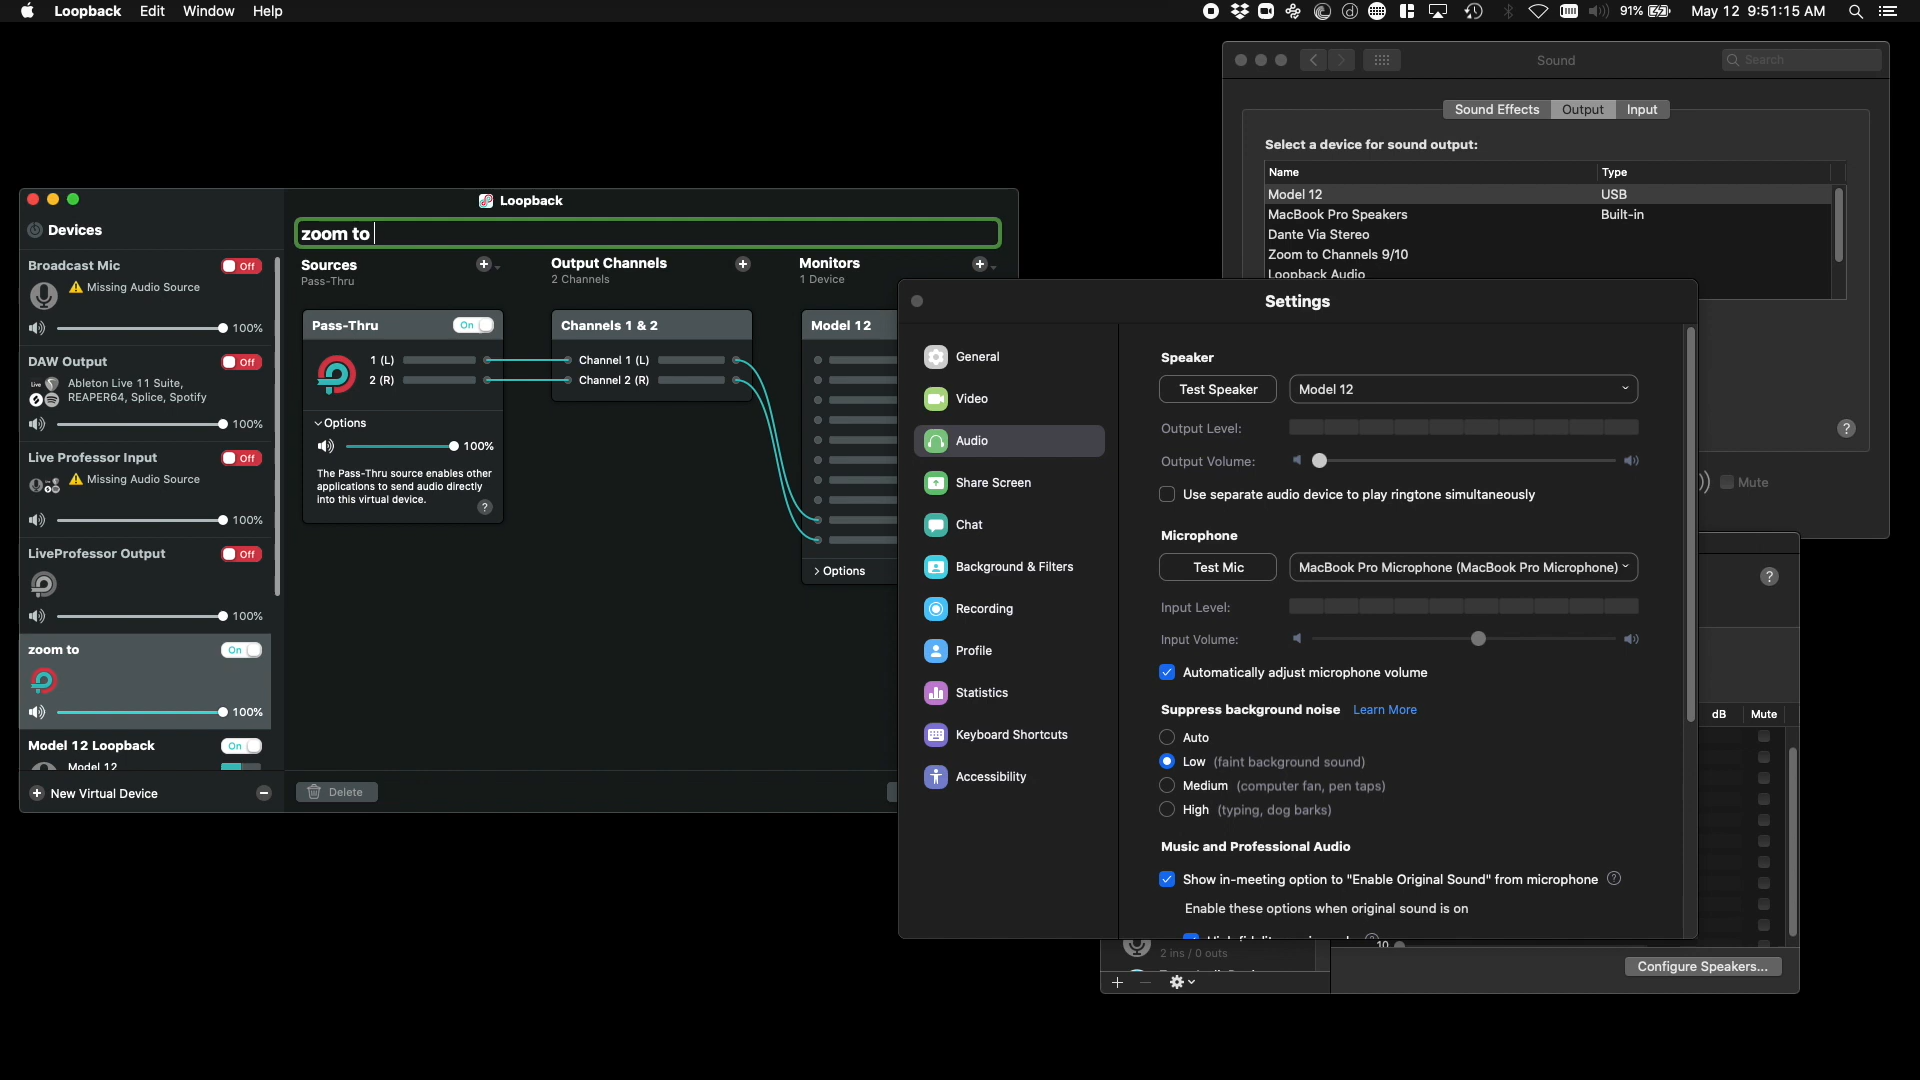 Loopback Edit Window Help
91% May 12 9:51:15 AM
Sound
Search
Sound Effects Output Input
Select a device for sound output:
Name Type
Model 12 USB
MacBook Pro Speakers Built-in
Dante Via Stereo
Zoom to Channels 9/10
Loopback Audio
Mute
Loopback
Devices
zoom to
Broadcast Mic Off
Missing Audio Source
100%
DAW Output Off
Ableton Live 11 Suite,
REAPER64, Splice, Spotify
100%
Live Professor Input Off
Missing Audio Source
100%
LiveProfessor Output Off
100%
zoom to On
100%
Model 12 Loopback On
Model 12
New Virtual Device
Sources
Pass-Thru
Output Channels
2 Channels
Monitors
1 Device
Pass-Thru On
1 (L)
2 (R)
Options
100%
The Pass-Thru source enables other
applications to send audio directly
into this virtual device.
Channels 1 & 2
Channel 1 (L)
Channel 2 (R)
Model 12
Options
Delete
Settings
General
Video
Audio
Share Screen
Chat
Background & Filters
Recording
Profile
Statistics
Keyboard Shortcuts
Accessibility
Speaker
Test Speaker Model 12
Output Level:
Output Volume:
Use separate audio device to play ringtone simultaneously
Microphone
Test Mic MacBook Pro Microphone (MacBook Pro Microphone)
Input Level:
Input Volume:
Automatically adjust microphone volume
Suppress background noise Learn More
Auto
Low (faint background sound)
Medium (computer fan, pen taps)
High (typing, dog barks)
Music and Professional Audio
Show in-meeting option to "Enable Original Sound" from microphone
Enable these options when original sound is on
dB Mute
2 ins / 0 outs
10
Configure Speakers...